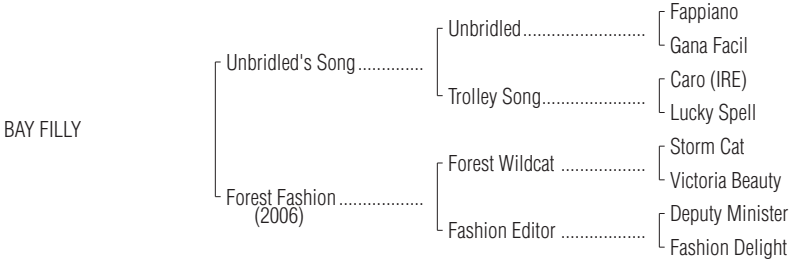 Fappiano
Unbridled..........................
Gana Facil
Unbridled's Song..............
Caro (IRE)
Trolley Song......................
Lucky Spell
BAY FILLY
Storm Cat
Forest Wildcat ..................
Victoria Beauty
Forest Fashion..................
(2006)
Deputy Minister
Fashion Editor ..................
Fashion Delight